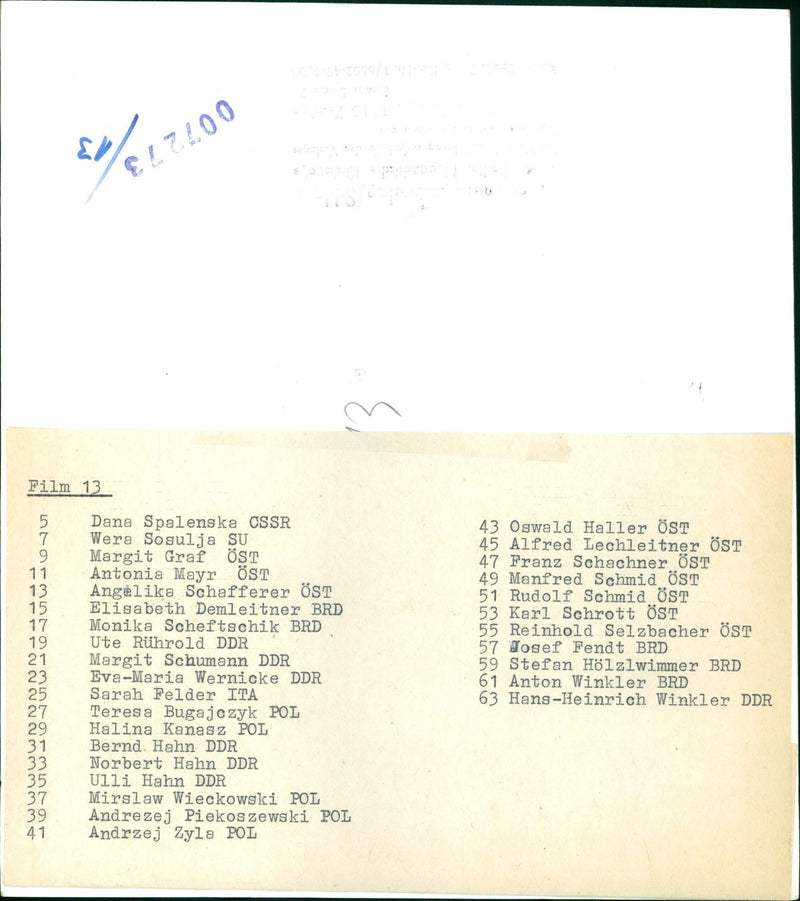 007273
/13
13
Film 13
5 Dana Spalenska CSSR
7 Wera Sosulja SU
9 Margit Graf ÖST
11 Antonia Mayr ÖST
13 Angelika Schafferer ÖST
15 Elisabeth Demleitner BRD
17 Monika Scheftschik BRD
19 Ute Rührold DDR
21 Margit Schumann DDR
23 Eva-Maria Wernicke DDR
25 Sarah Felder ITA
27 Teresa Bugajczyk POL
29 Halina Kanasz POL
31 Bernd Hahn DDR
33 Norbert Hahn DDR
35 Ulli Hahn DDR
37 Mirslaw Wieckowski POL
39 Andrezej Piekoszewski POL
41 Andrzej Zyla POL
43 Oswald Haller ÖST
45 Alfred Lechleitner ÖST
47 Franz Schachner ÖST
49 Manfred Schmid ÖST
51 Rudolf Schmid ÖST
53 Karl Schrott ÖST
55 Reinhold Selzbacher ÖST
57 Josef Fendt BRD
59 Stefan Hölzlwimmer BRD
61 Anton Winkler BRD
63 Hans-Heinrich Winkler DDR